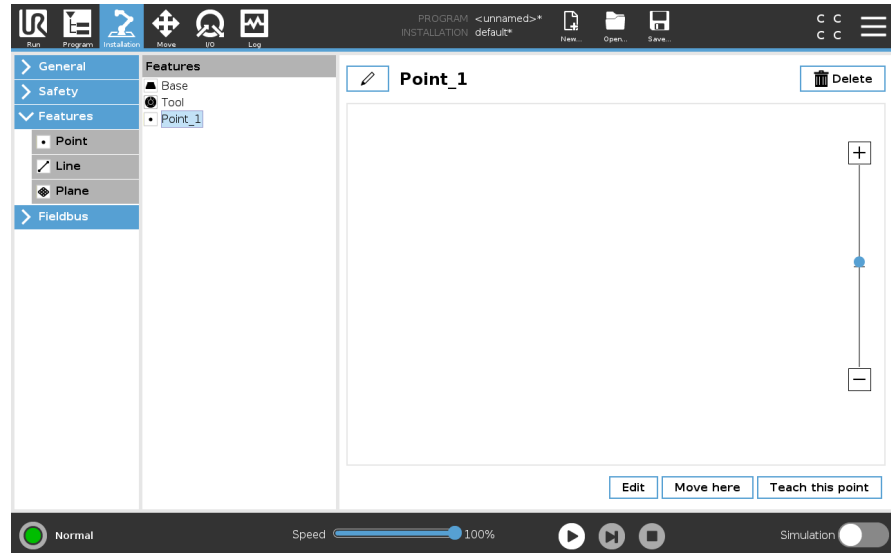 UR
Run
Program
Installation
Move
I/O
Log
PROGRAM <unnamed>*
INSTALLATION default*
New...
Open...
Save...
C C
C C
General
Safety
Features
Point
Line
Plane
Fieldbus
Features
Base
Tool
Point_1
Point_1
Delete
Edit
Move here
Teach this point
Normal
Speed
100%
Simulation